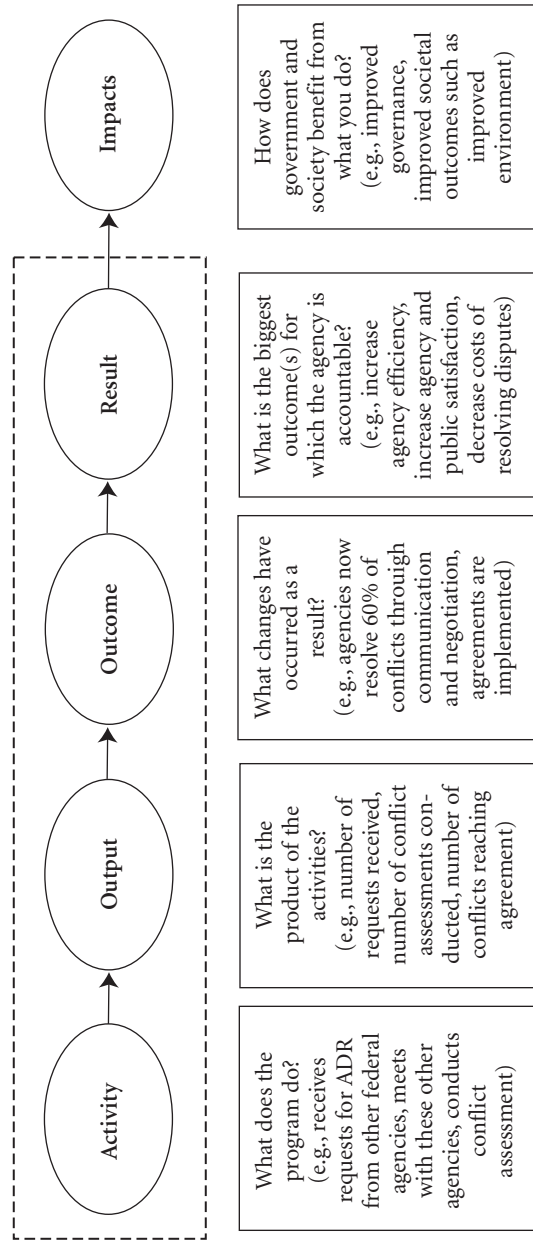 Activity
Output
Outcome
Result
Impacts
What does the
program do?
(e.g., receives
requests for ADR
from other federal
agencies, meets
with these other
agencies, conducts
conflict
assessment)
What is the
product of the
activities?
(e.g., number of
requests received,
number of conflict
assessments con-
ducted, number of
conflicts reaching
agreement)
What changes have
occurred as a
result?
(e.g., agencies now
resolve 60% of
conflicts through
communication
and negotiation,
agreements are
implemented)
What is the biggest
outcome(s) for
which the agency is
accountable?
(e.g., increase
agency efficiency,
increase agency and
public satisfaction,
decrease costs of
resolving disputes)
How does
government and
society benefit from
what you do?
(e.g., improved
governance,
improved societal
outcomes such as
improved
environment)